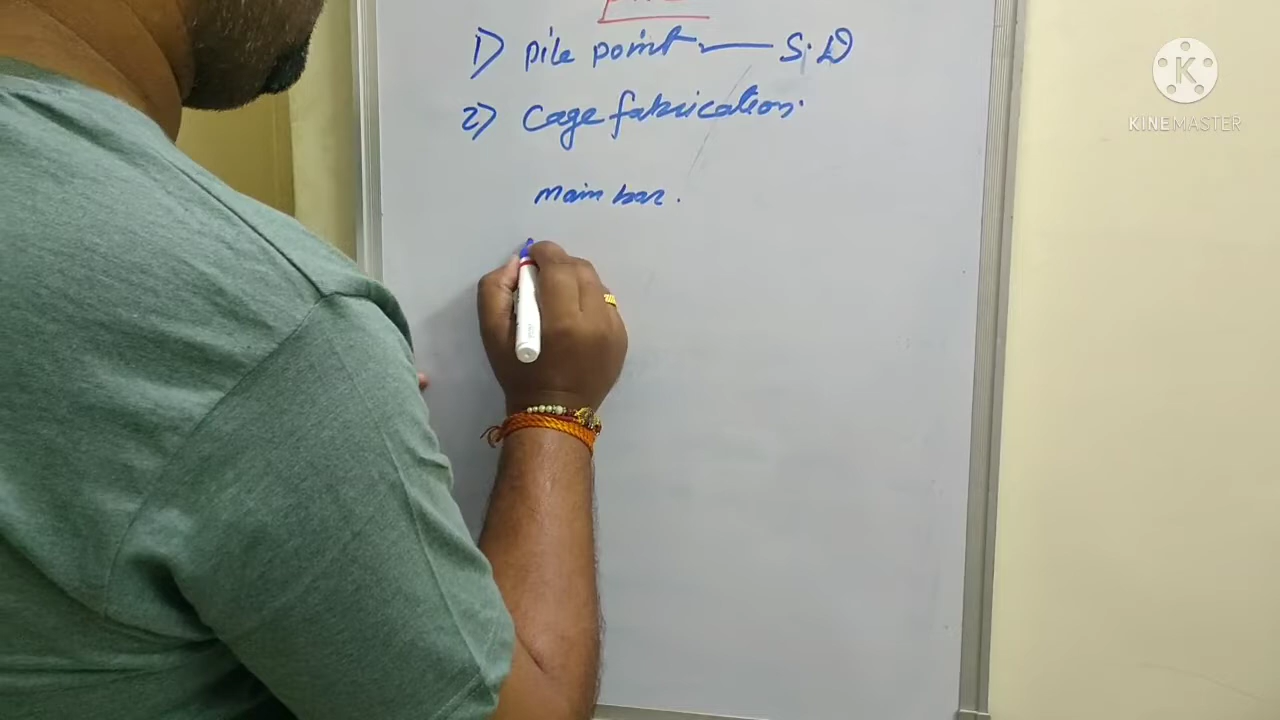 1) Pile point —— S.D
2) Cage fabrication.
main bar.
K
KINEMASTER